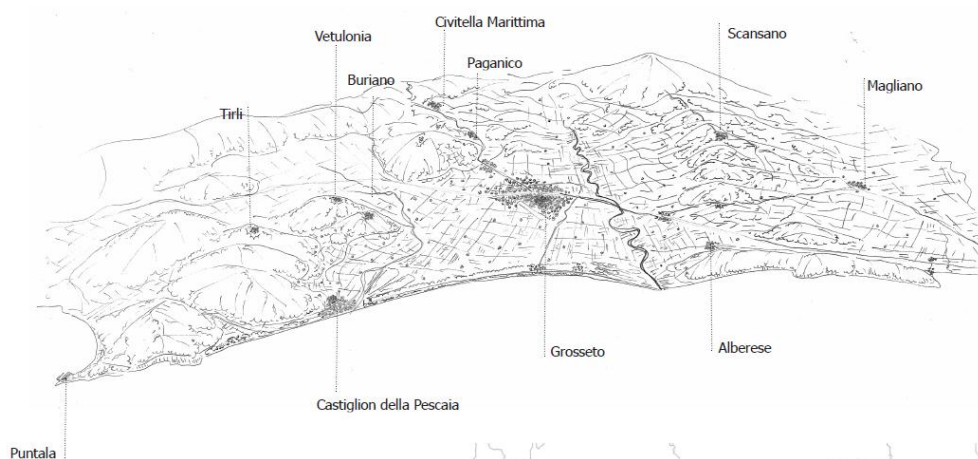 Civitella Marittima
Scansano
Vetulonia
Paganico
Buriano
Magliano
Tirli
Grosseto
Alberese
Castiglion della Pescaia
Puntala